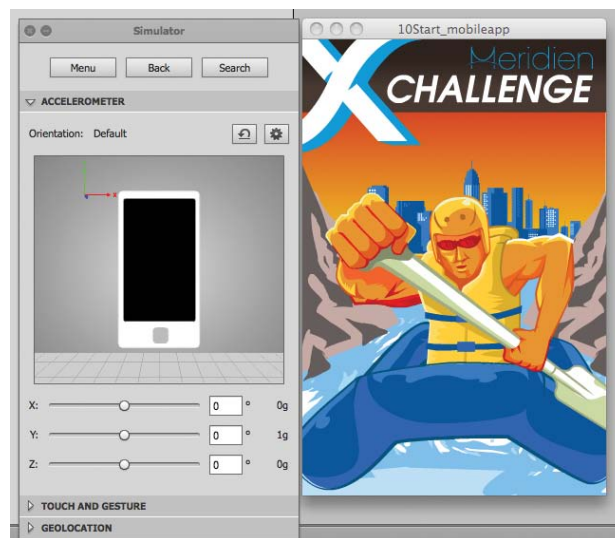 Simulator
Menu Back Search
ACCELEROMETER
Orientation: Default
X: 0 ° 0g
Y: 0 ° 1g
Z: 0 ° 0g
TOUCH AND GESTURE
GEOLOCATION
10Start_mobileapp
X
Meridien
CHALLENGE